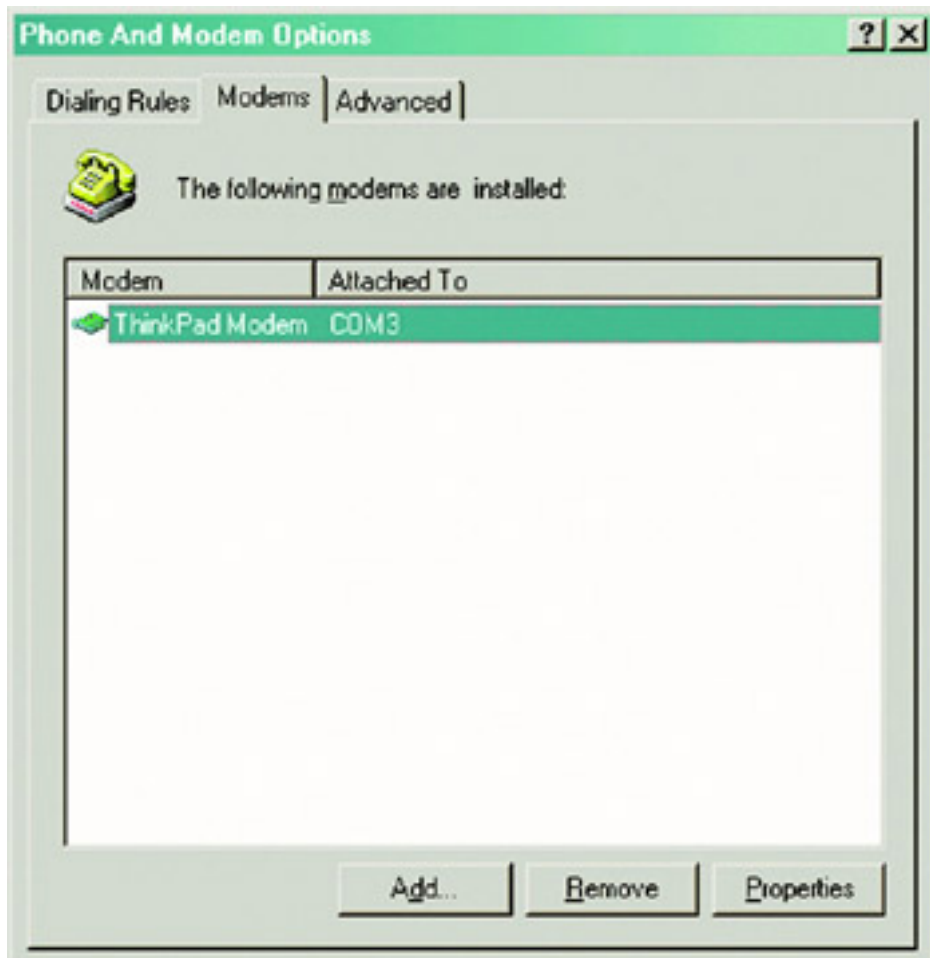 Phone And Modem Options ? X
Dialing Rules Modems Advanced
The following modems are installed:
Modem Attached To
ThinkPad Modem COM3
Add... Remove Properties